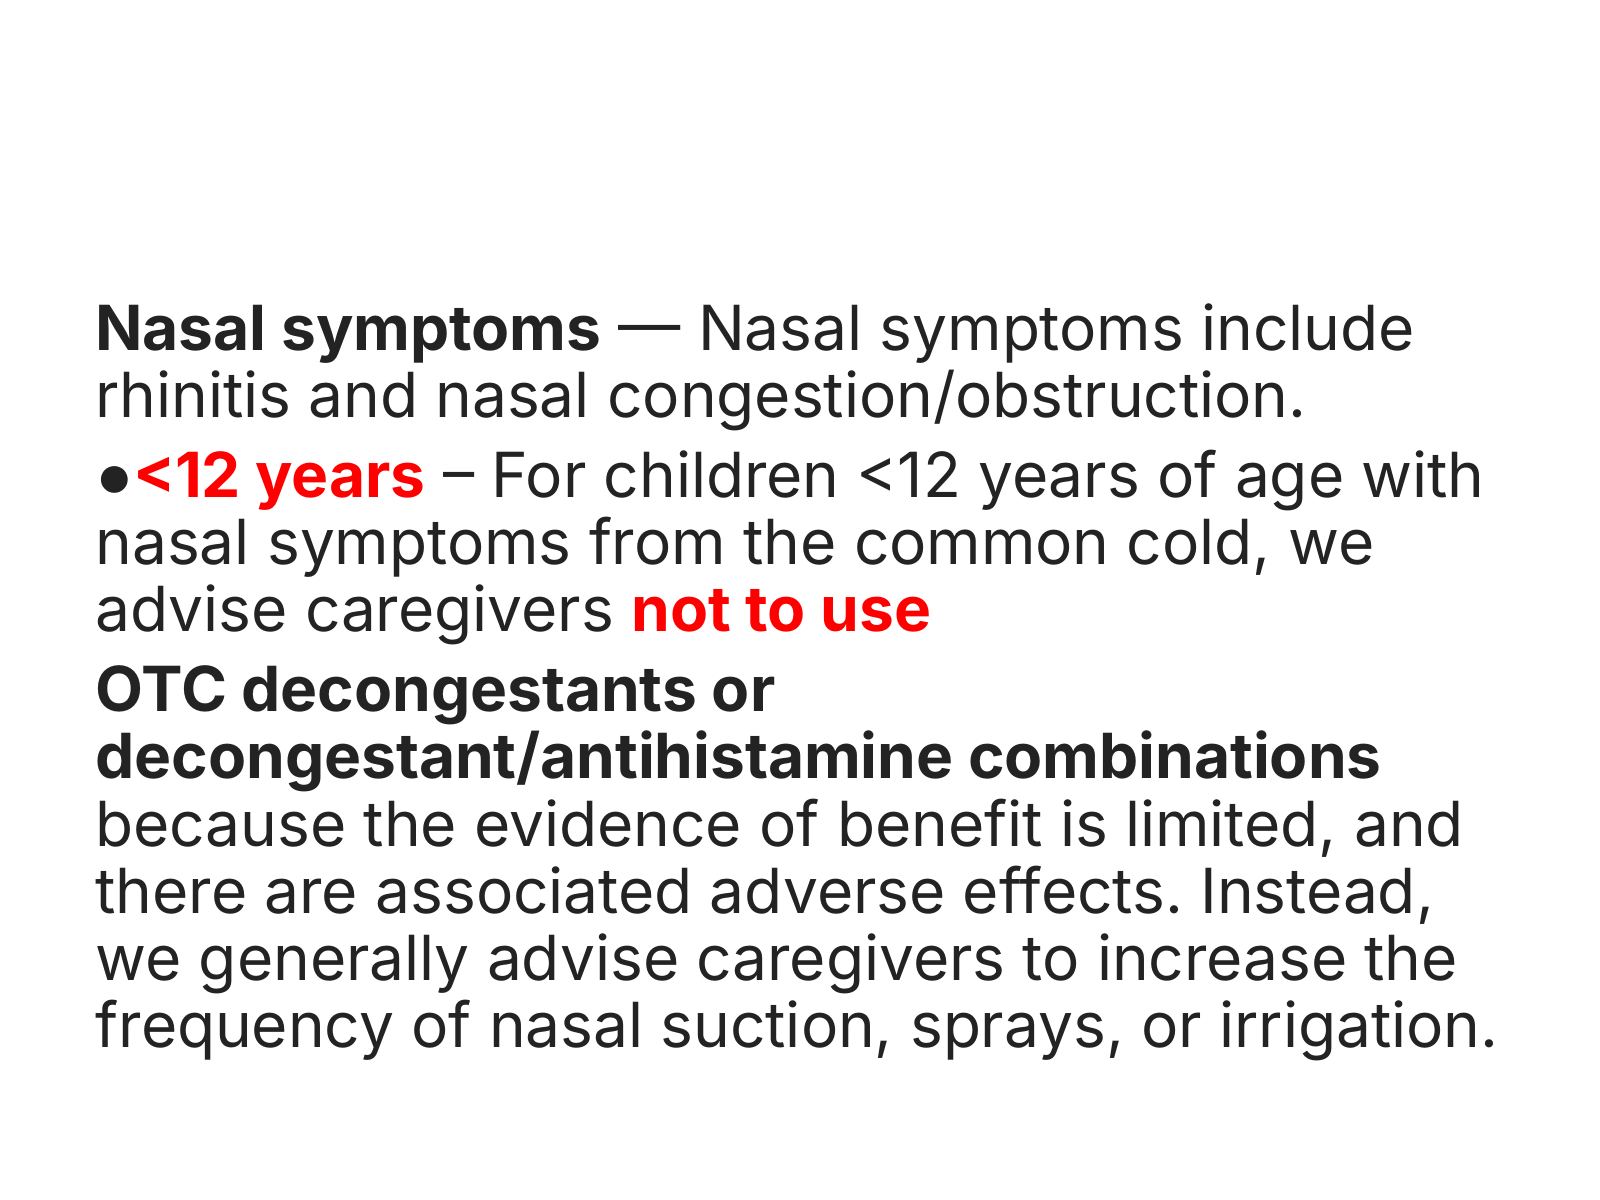 Nasal symptoms — Nasal symptoms include
rhinitis and nasal congestion/obstruction.
●<12 years – For children <12 years of age with
nasal symptoms from the common cold, we
advise caregivers not to use
OTC decongestants or
decongestant/antihistamine combinations
because the evidence of benefit is limited, and
there are associated adverse effects. Instead,
we generally advise caregivers to increase the
frequency of nasal suction, sprays, or irrigation.